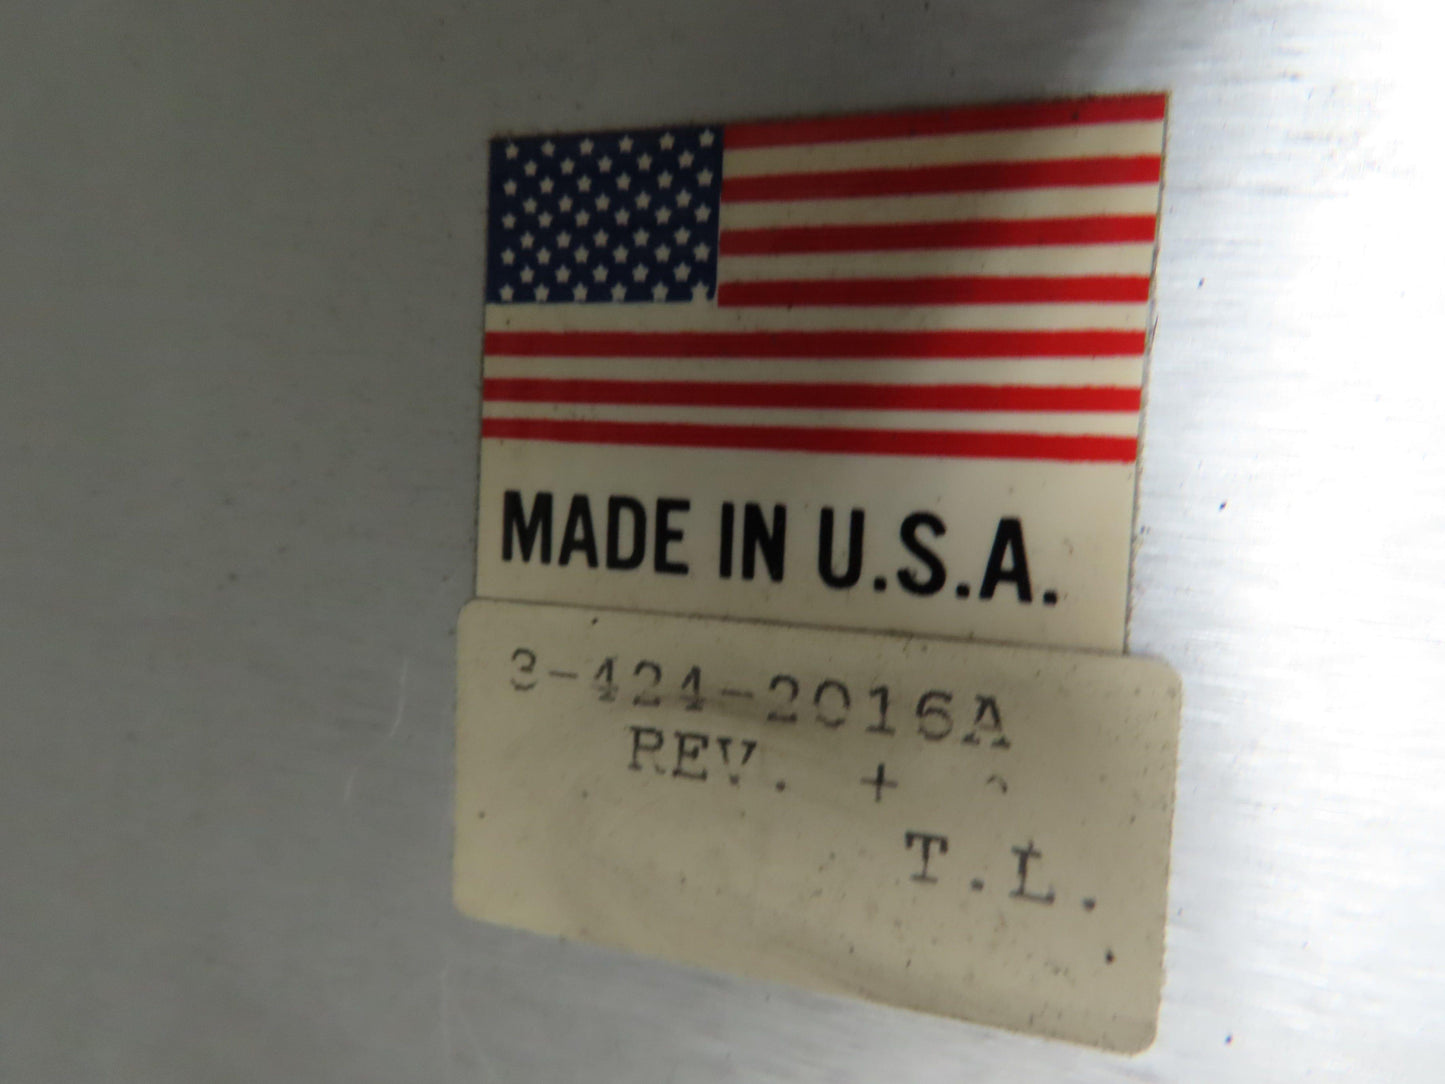 MADE IN U.S.A.
3-424-2016A
REV. +
T.L.